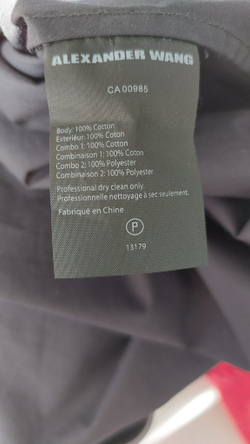 ALEXANDER WANG
CA 00985
Body: 100% Cotton
Exterieur: 100% Coton
Combo 1: 100% Cotton
Combinaison 1: 100% Coton
Combo 2: 100% Polyester
Combinaison 2: 100% Polyester
Professional dry clean only.
Professionnelle nettoyage à sec seulement.
Fabriqué en Chine
P
13179